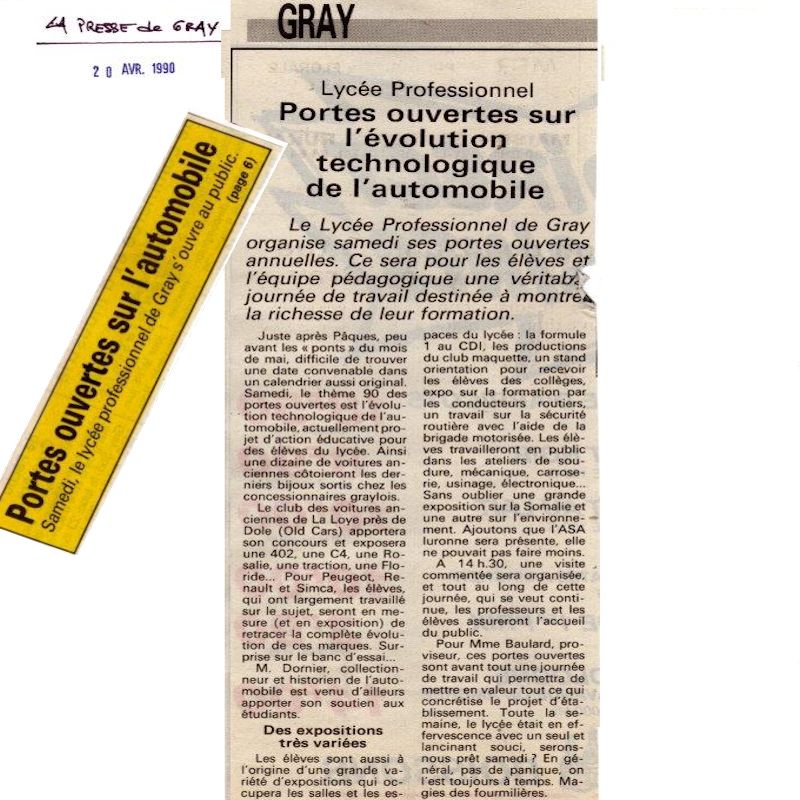 LA PRESSE de GRAY
20 AVR. 1990
Portes ouvertes sur l'automobile
Samedi, le lycée professionnel de Gray s'ouvre au public.
(page 6)
GRAY
Lycée Professionnel
Portes ouvertes sur
l'évolution
technologique
de l'automobile
Le Lycée Professionnel de Gray
organise samedi ses portes ouvertes
annuelles. Ce sera pour les élèves et
l'équipe pédagogique une véritable
journée de travail destinée à montrer
la richesse de leur formation.
Juste après Pâques, peu
avant les « ponts » du mois
de mai, difficile de trouver
une date convenable dans
un calendrier aussi original.
Samedi, le thème 90 des
portes ouvertes est l'évolu-
tion technologique de l'au-
tomobile, actuellement pro-
jet d'action éducative pour
des élèves du lycée. Ainsi
une dizaine de voitures an-
ciennes côtoieront les der-
niers bijoux sortis chez les
concessionnaires graylois.
Le club des voitures an-
ciennes de La Loye près de
Dole (Old Cars) apportera
son concours et exposera
une 402, une C4, une Ro-
salie, une traction, une Flo-
ride... Pour Peugeot, Re-
nault et Simca, les élèves,
qui ont largement travaillé
sur le sujet, seront en me-
sure (et en exposition) de
retracer la complète évolu-
tion de ces marques. Sur-
prise sur le banc d'essai...
M. Dornier, collection-
neur et historien de l'auto-
mobile est venu d'ailleurs
apporter son soutien aux
étudiants.
Des expositions
très variées
Les élèves sont aussi à
l'origine d'une grande va-
riété d'expositions qui oc-
cupera les salles et les es-
paces du lycée : la formule
1 au CDI, les productions
du club maquette, un stand
orientation pour recevoir
les élèves des collèges,
expo sur la formation par
les conducteurs routiers,
un travail sur la sécurité
routière avec l'aide de la
brigade motorisée. Les élè-
ves travailleront en public
dans les ateliers de sou-
dure, mécanique, carrose-
rie, usinage, électronique...
Sans oublier une grande
exposition sur la Somalie et
une autre sur l'environne-
ment. Ajoutons que l'ASA
luronne sera présente, elle
ne pouvait pas faire moins.
A 14 h.30, une visite
commentée sera organisée,
et tout au long de cette
journée, qui se veut conti-
nue, les professeurs et les
élèves assureront l'accueil
du public.
Pour Mme Baulard, pro-
viseur, ces portes ouvertes
sont avant tout une journée
de travail qui permettra de
mettre en valeur tout ce qui
concrétise le projet d'éta-
blissement. Toute la se-
maine, le lycée était en ef-
fervescence avec un seul et
lancinant souci, serons-
nous prêt samedi ? En gé-
néral, pas de panique, on
l'est toujours à temps. Ma-
gies des fourmilières.